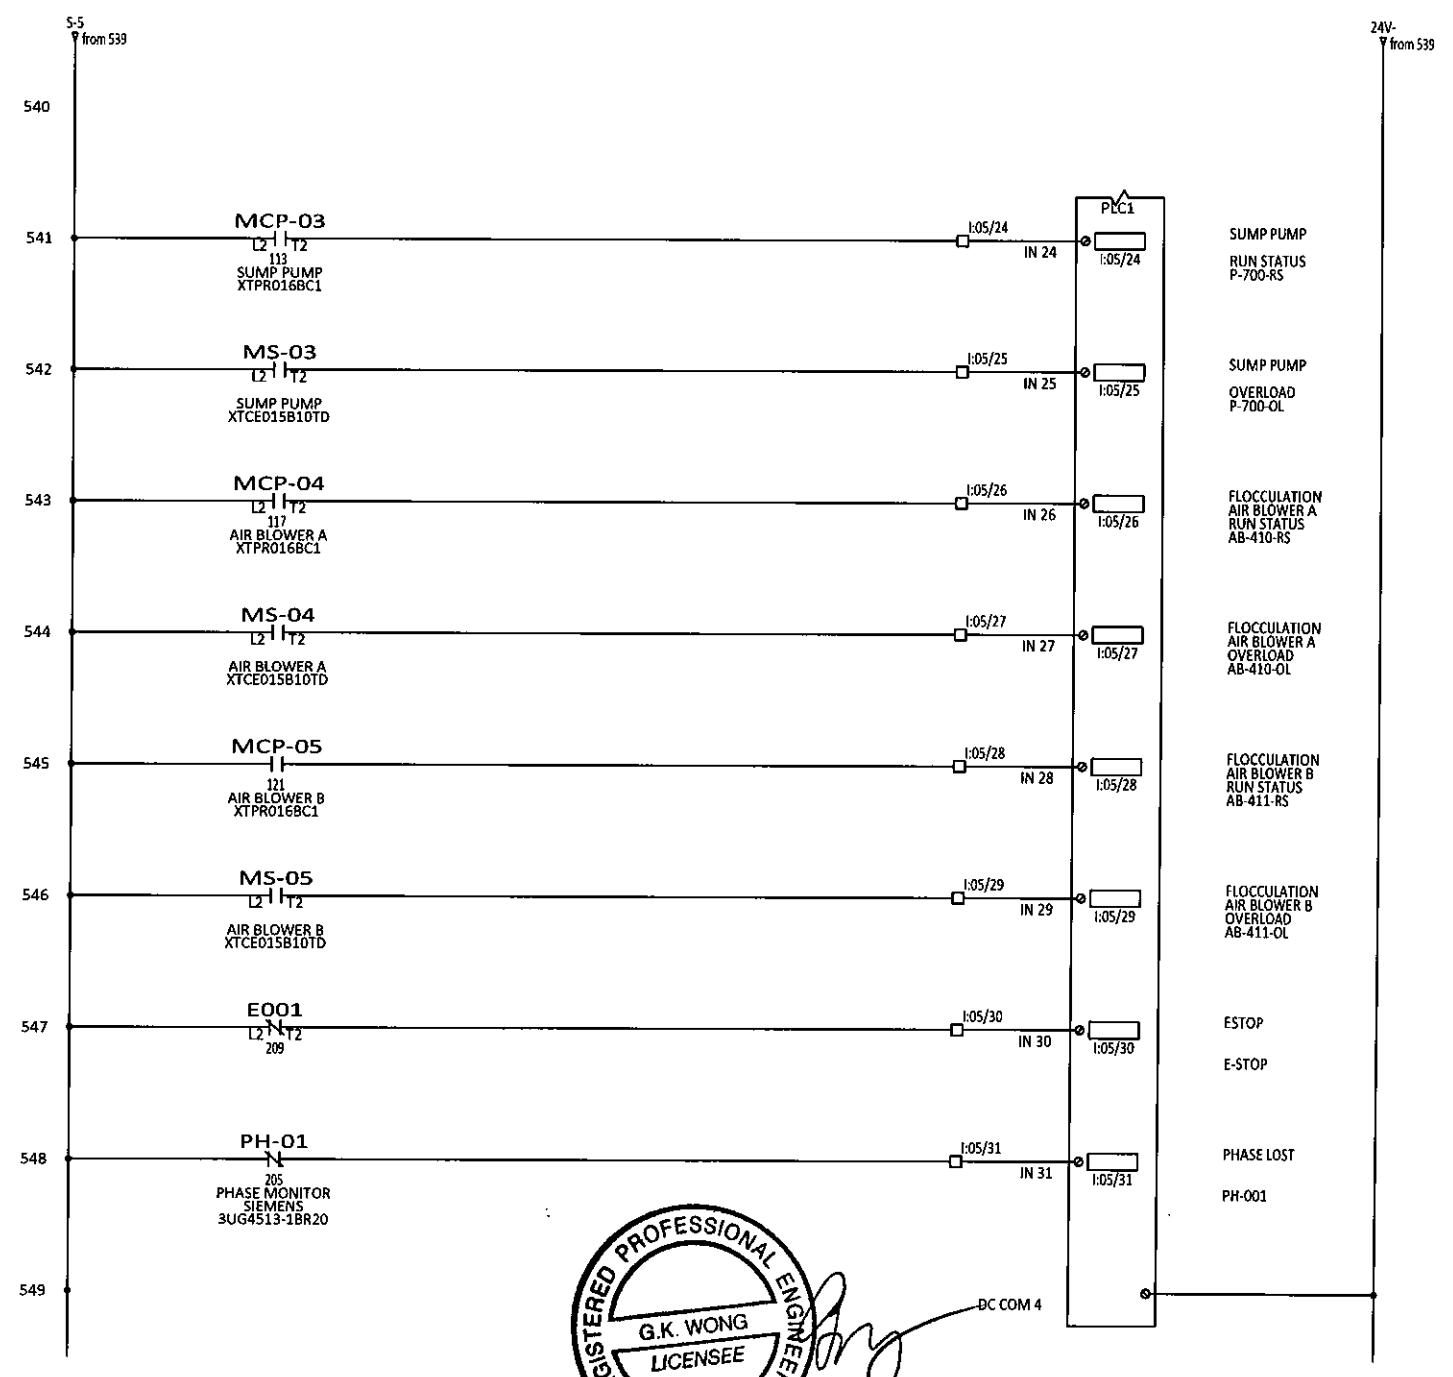 S-5
from 539
24V-
from 539
540
541
MCP-03
L2 T2
113
SUMP PUMP
XTPR016BC1
I:05/24
IN 24
PLC1
I:05/24
SUMP PUMP
RUN STATUS
P-700-RS
542
MS-03
L2 T2
SUMP PUMP
XTCE015B10TD
I:05/25
IN 25
I:05/25
SUMP PUMP
OVERLOAD
P-700-OL
543
MCP-04
L2 T2
117
AIR BLOWER A
XTPR016BC1
I:05/26
IN 26
I:05/26
FLOCCULATION
AIR BLOWER A
RUN STATUS
AB-410-RS
544
MS-04
L2 T2
AIR BLOWER A
XTCE015B10TD
I:05/27
IN 27
I:05/27
FLOCCULATION
AIR BLOWER A
OVERLOAD
AB-410-OL
545
MCP-05
121
AIR BLOWER B
XTPR016BC1
I:05/28
IN 28
I:05/28
FLOCCULATION
AIR BLOWER B
RUN STATUS
AB-411-RS
546
MS-05
L2 T2
AIR BLOWER B
XTCE015B10TD
I:05/29
IN 29
I:05/29
FLOCCULATION
AIR BLOWER B
OVERLOAD
AB-411-OL
547
E001
L2 T2
209
I:05/30
IN 30
I:05/30
ESTOP
E-STOP
548
PH-01
205
PHASE MONITOR
SIEMENS
3UG4513-1BR20
I:05/31
IN 31
I:05/31
PHASE LOST
PH-001
549
PROFESSIONAL
G.K. WONG
LICENSEE
DC COM 4